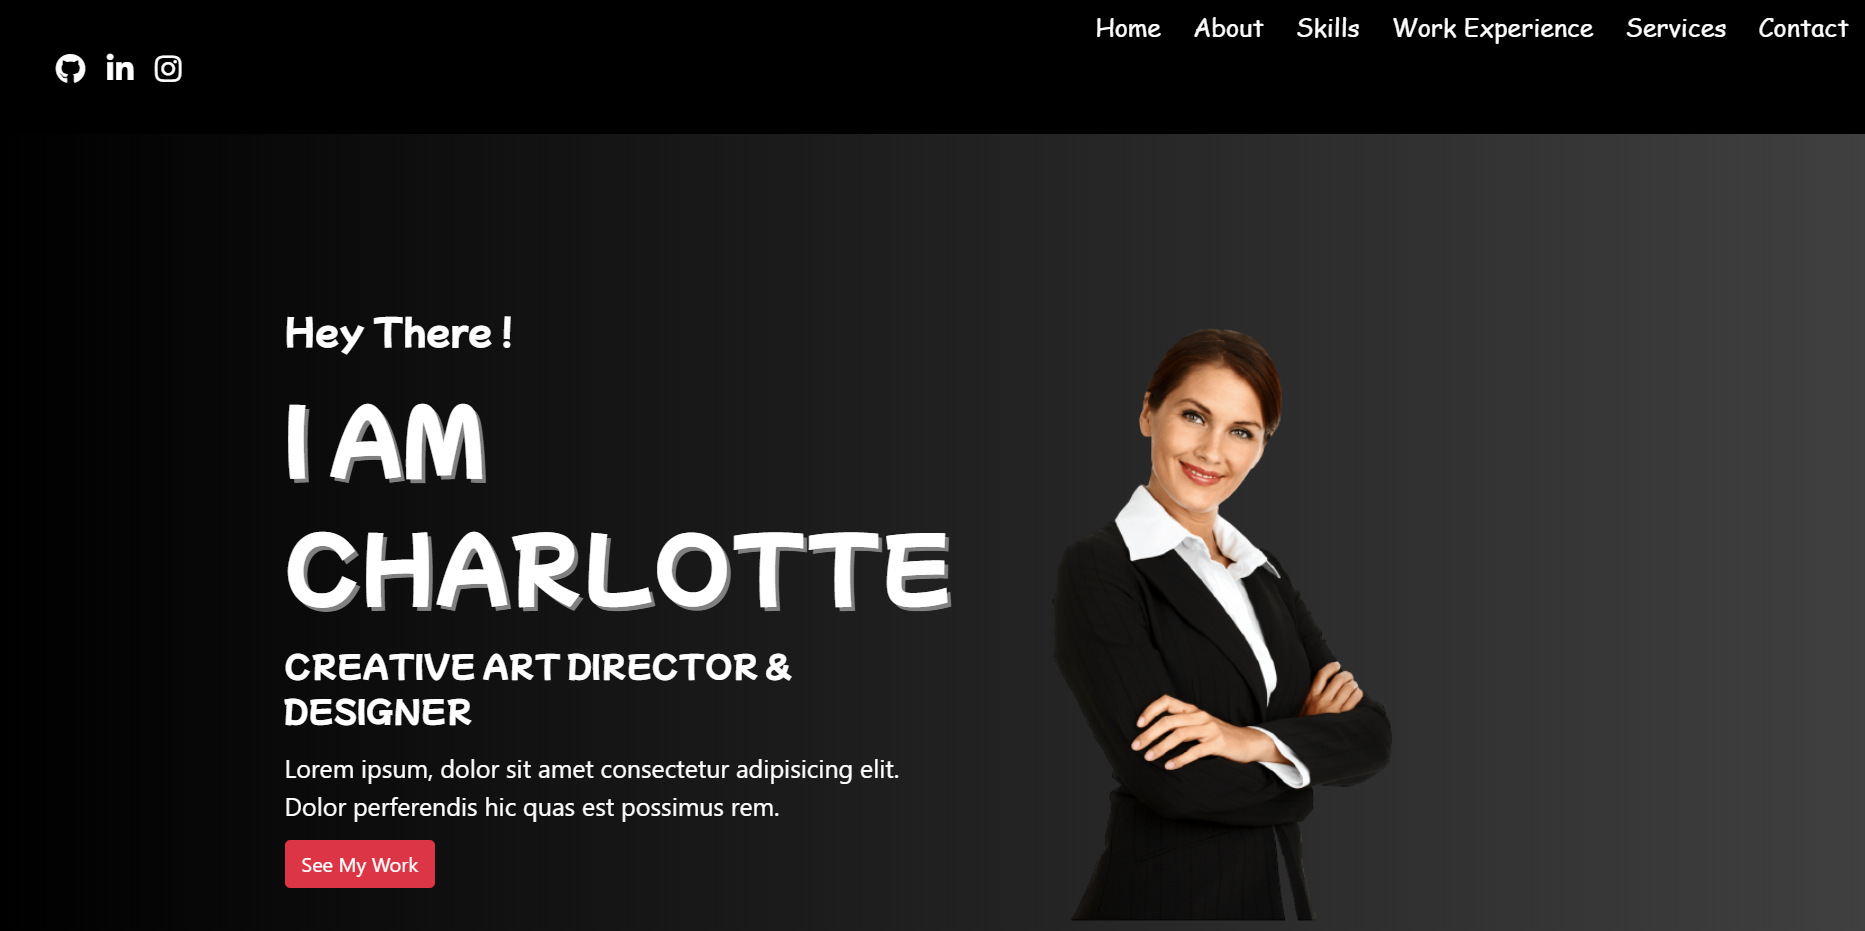 Home About Skills Work Experience Services Contact
Hey There !
I AM
CHARLOTTE
CREATIVE ART DIRECTOR &
DESIGNER
Lorem ipsum, dolor sit amet consectetur adipisicing elit.
Dolor perferendis hic quas est possimus rem.
See My Work